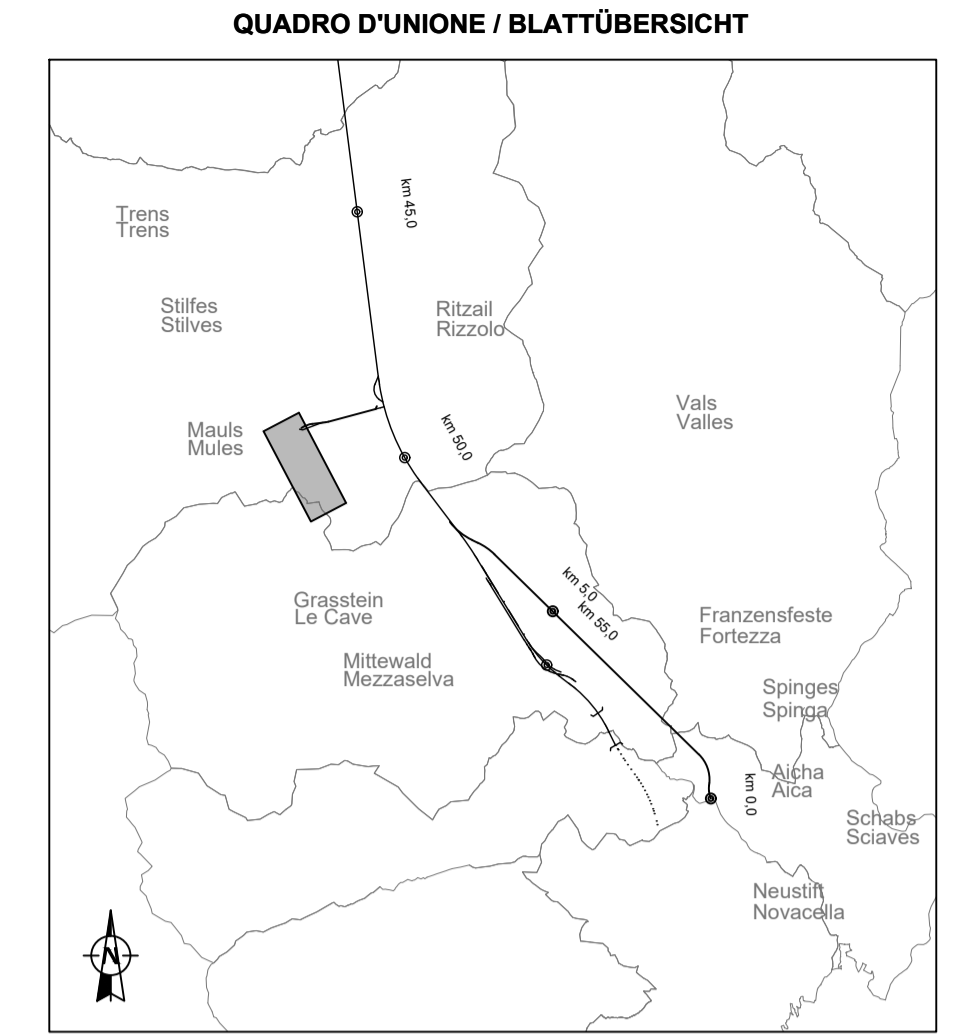 QUADRO D'UNIONE / BLATTÜBERSICHT
km 45,0
Trens
Trens
Stilfes
Stilves
Ritzail
Rizzolo
Vals
Valles
Mauls
Mules
km 50,0
km 5,0
km 55,0
Grasstein
Le Cave
Franzensfeste
Fortezza
Mittewald
Mezzaselva
Spinges
Spinga
Aicha
Aica
km 0,0
Schabs
Sciaves
Neustift
Novacella
N